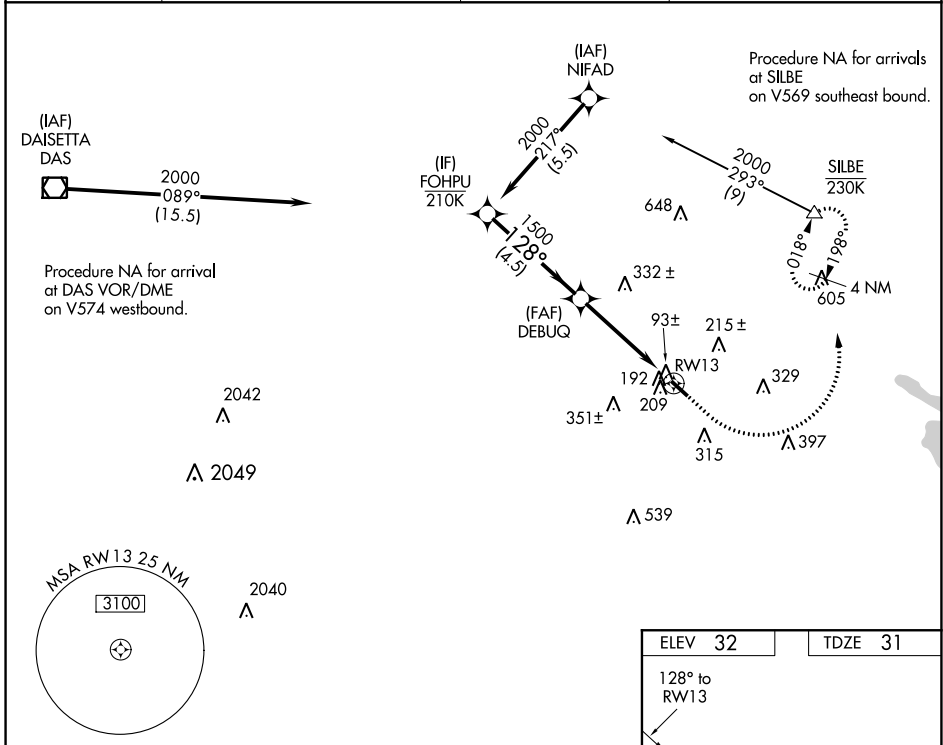 (IAF)
NIFAD
Procedure NA for arrivals
at SILBE
on V569 southeast bound.
(IAF)
DAISETTA
DAS
2000
089°
(15.5)
2000
217°
(5.5)
(IF)
FOHPU
210K
2000
293°
(9)
SILBE
230K
648
018°
198°
4 NM
605
1500
128°
(4.5)
332 ±
Procedure NA for arrival
at DAS VOR/DME
on V574 westbound.
(FAF)
DEBUQ
93±
215 ±
RW13
192
209
329
351±
315
397
2042
2049
539
MSA RW13 25 NM
3100
2040
ELEV 32
TDZE 31
128° to
RW13